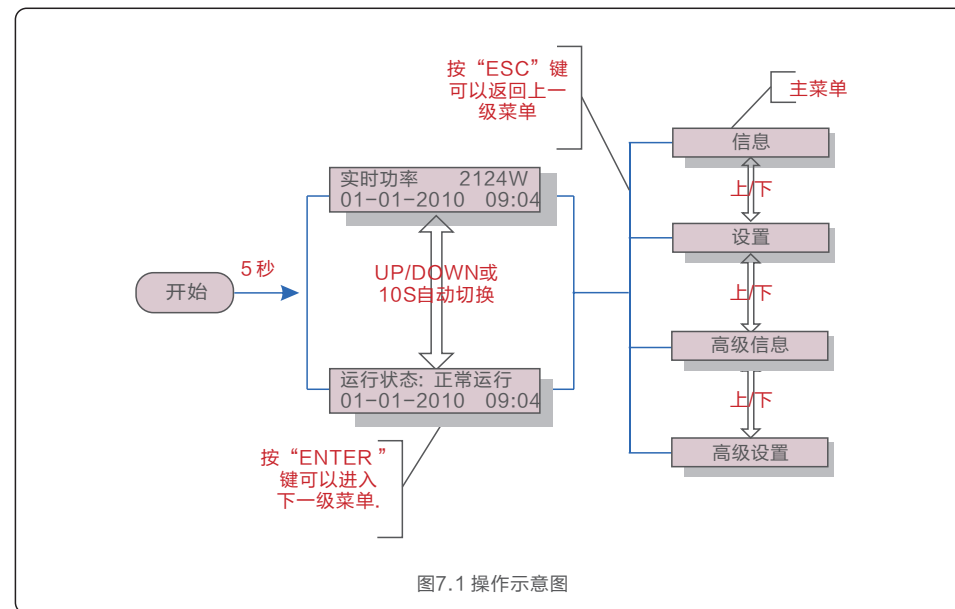 按“ESC”键
可以返回上一
级菜单
主菜单
信息
上/下
设置
上/下
高级信息
上/下
高级设置
实时功率 2124W
01-01-2010 09:04
5秒
开始
UP/DOWN或
10S自动切换
运行状态: 正常运行
01-01-2010 09:04
按“ENTER ”
键可以进入
下一级菜单.
图7.1 操作示意图